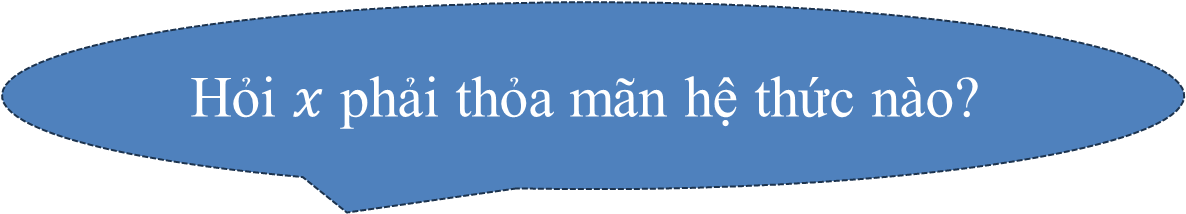 Hỏi x phải thỏa mãn hệ thức nào?